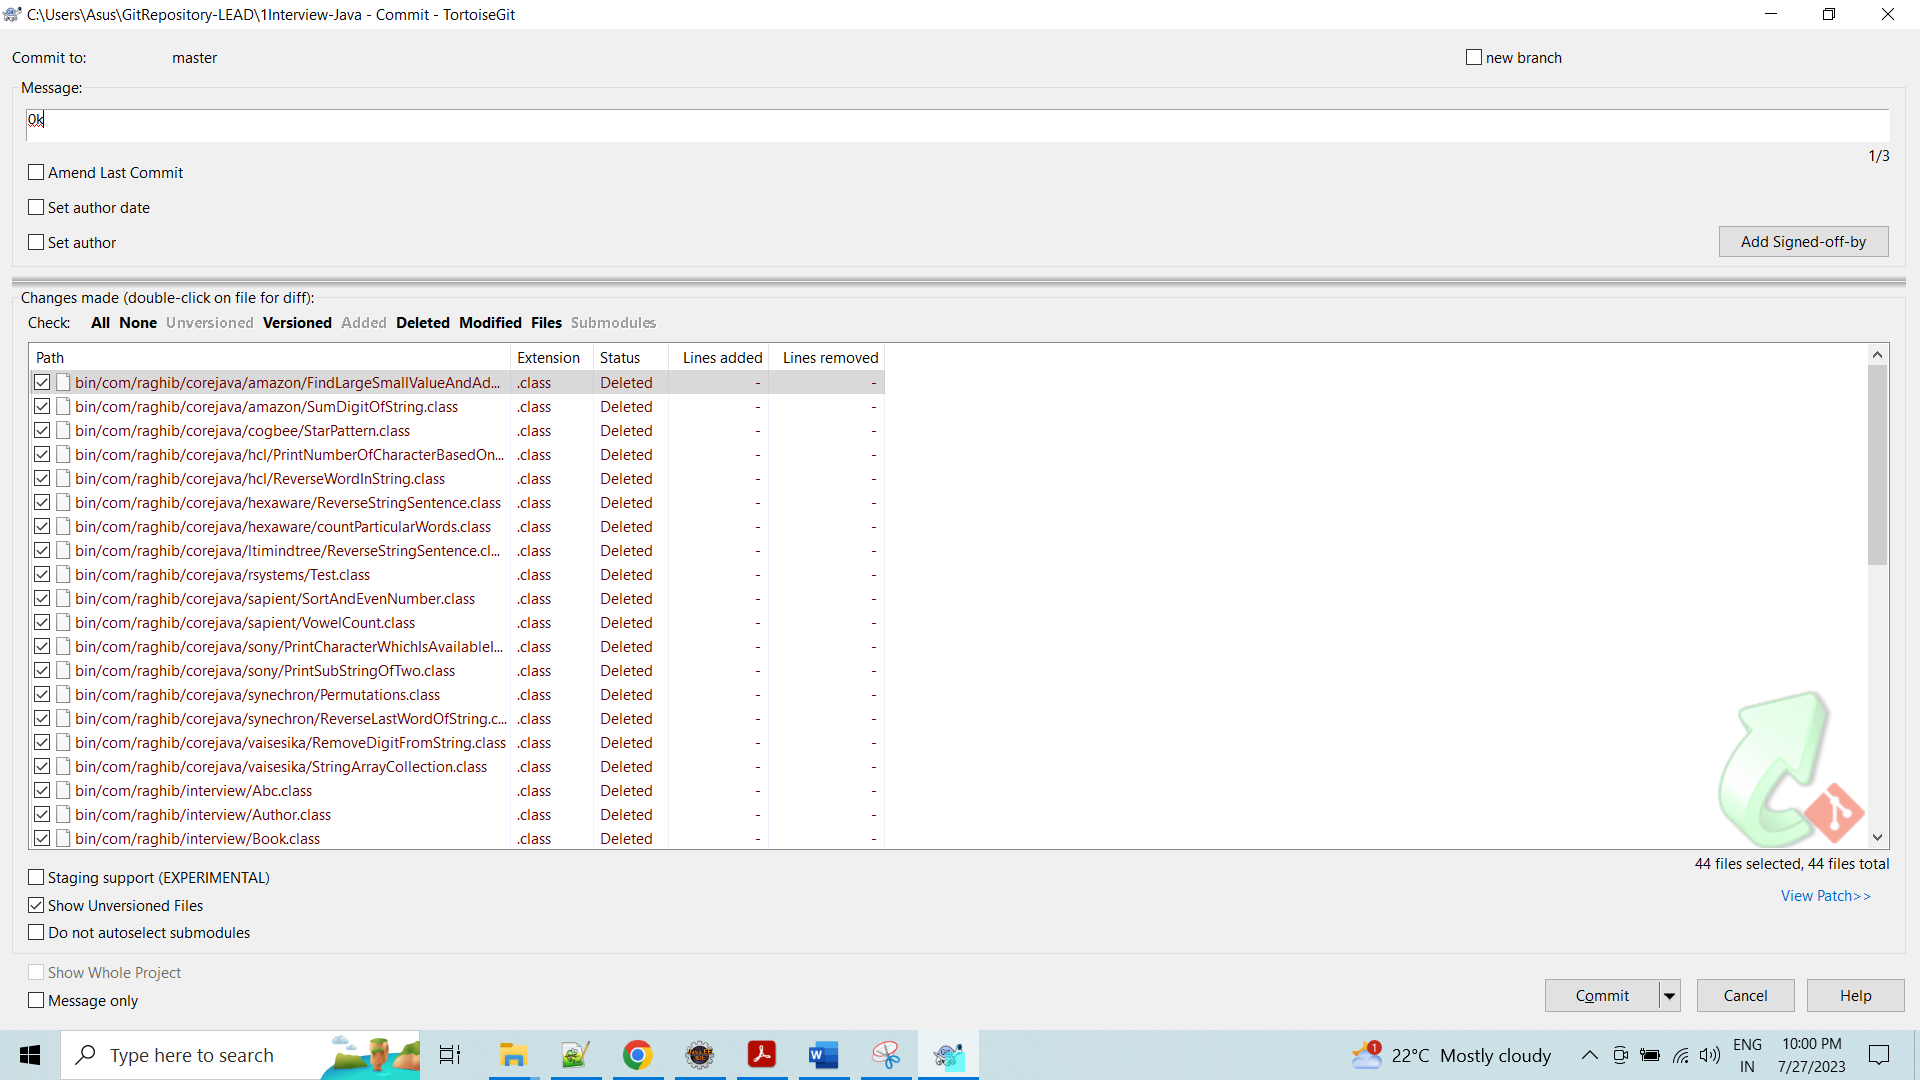 C:\Users\Asus\GitRepository-LEAD\1Interview-Java - Commit - TortoiseGit
Commit to: master new branch
Message:
Ok
1/3
Amend Last Commit
Set author date
Set author
Add Signed-off-by
Changes made (double-click on file for diff):
Check: All None Unversioned Versioned Added Deleted Modified Files Submodules
Path Extension Status Lines added Lines removed
bin/com/raghib/corejava/amazon/FindLargeSmallValueAndAd... .class Deleted - -
bin/com/raghib/corejava/amazon/SumDigitOfString.class .class Deleted - -
bin/com/raghib/corejava/cogbee/StarPattern.class .class Deleted - -
bin/com/raghib/corejava/hcl/PrintNumberOfCharacterBasedOn... .class Deleted - -
bin/com/raghib/corejava/hcl/ReverseWordInString.class .class Deleted - -
bin/com/raghib/corejava/hexaware/ReverseStringSentence.class .class Deleted - -
bin/com/raghib/corejava/hexaware/countParticularWords.class .class Deleted - -
bin/com/raghib/corejava/ltimindtree/ReverseStringSentence.cl... .class Deleted - -
bin/com/raghib/corejava/rsystems/Test.class .class Deleted - -
bin/com/raghib/corejava/sapient/SortAndEvenNumber.class .class Deleted - -
bin/com/raghib/corejava/sapient/VowelCount.class .class Deleted - -
bin/com/raghib/corejava/sony/PrintCharacterWhichIsAvailableI... .class Deleted - -
bin/com/raghib/corejava/sony/PrintSubStringOfTwo.class .class Deleted - -
bin/com/raghib/corejava/synechron/Permutations.class .class Deleted - -
bin/com/raghib/corejava/synechron/ReverseLastWordOfString.c... .class Deleted - -
bin/com/raghib/corejava/vaisesika/RemoveDigitFromString.class .class Deleted - -
bin/com/raghib/corejava/vaisesika/StringArrayCollection.class .class Deleted - -
bin/com/raghib/interview/Abc.class .class Deleted - -
bin/com/raghib/interview/Author.class .class Deleted - -
bin/com/raghib/interview/Book.class .class Deleted - -
44 files selected, 44 files total
Staging support (EXPERIMENTAL)
View Patch>>
Show Unversioned Files
Do not autoselect submodules
Show Whole Project
Message only
Commit Cancel Help
Type here to search
1
22°C Mostly cloudy
ENG
IN
10:00 PM
7/27/2023